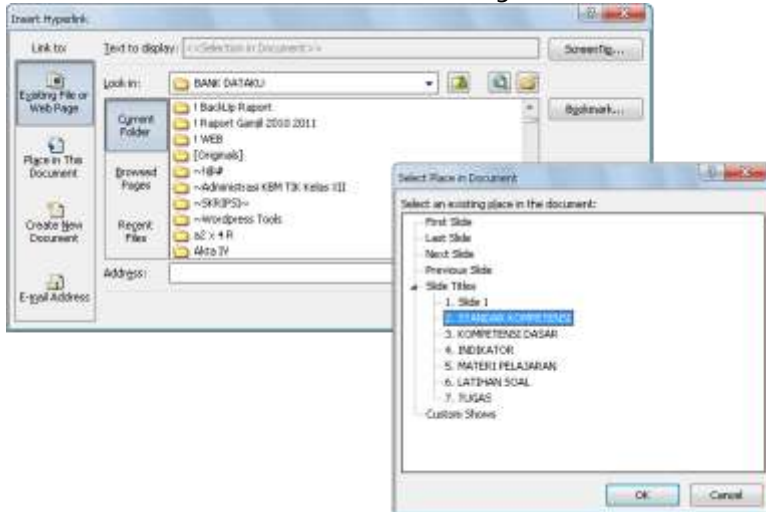 Insert Hyperlink
Link to:
Text to display: <<Selection in Document>>
ScreenTip...
Existing File or Web Page
Look in:
BANK DATAKU
Bookmark...
Current Folder
! BackUp Raport
! Raport Ganjil 2010 2011
! WEB
[Originals]
~!@#
~Administrasi KBM TIK Kelas III
~SKRIPSI~
~Wordpress Tools
a2 x 4 R
Akta IV
Place in This Document
Browsed Pages
Create New Document
Recent Files
Address:
E-mail Address
Select Place in Document
Select an existing place in the document:
First Slide
Last Slide
Next Slide
Previous Slide
Slide Titles
1. Slide 1
2. STANDAR KOMPETENSI
3. KOMPETENSI DASAR
4. INDIKATOR
5. MATERI PELAJARAN
6. LATIHAN SOAL
7. TUGAS
Custom Shows
OK
Cancel